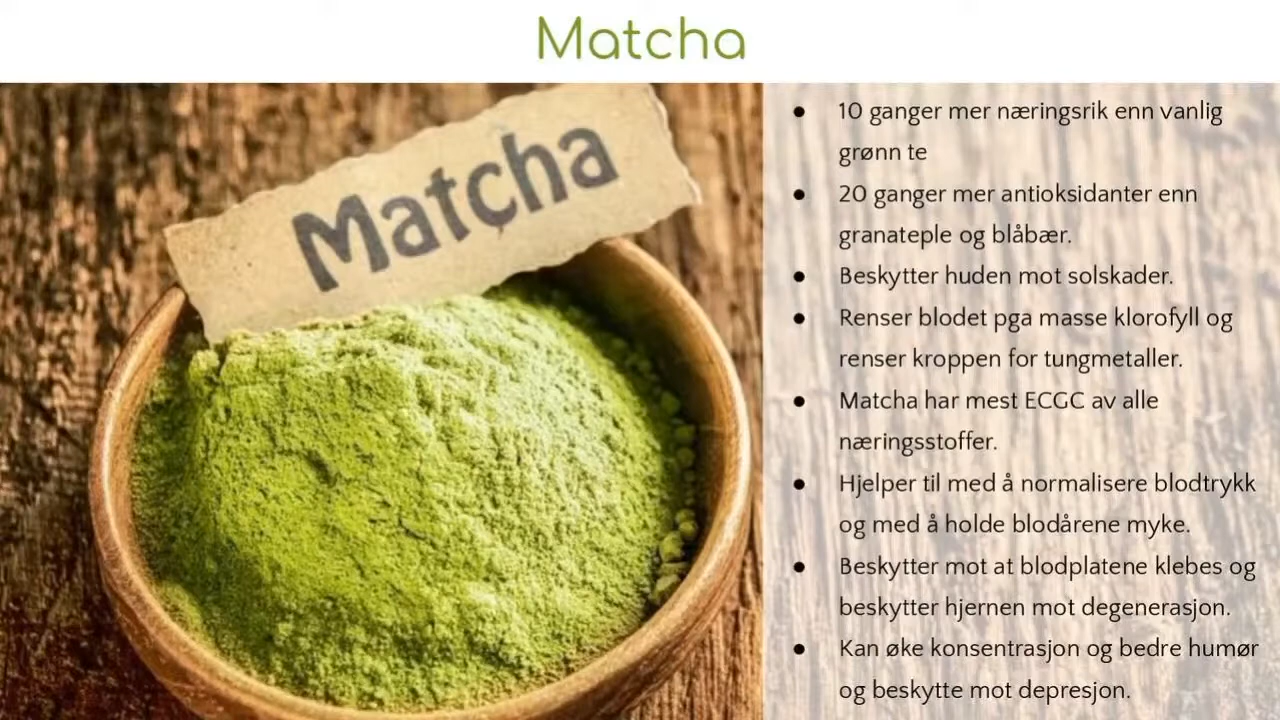 Matcha
Matcha
● 10 ganger mer næringsrik enn vanlig
grønn te
● 20 ganger mer antioksidanter enn
granateple og blåbær.
● Beskytter huden mot solskader.
● Renser blodet pga masse klorofyll og
renser kroppen for tungmetaller.
● Matcha har mest ECGC av alle
næringsstoffer.
● Hjelper til med å normalisere blodtrykk
og med å holde blodårene myke.
● Beskytter mot at blodplatene klebes og
beskytter hjernen mot degenerasjon.
● Kan øke konsentrasjon og bedre humør
og beskytte mot depresjon.